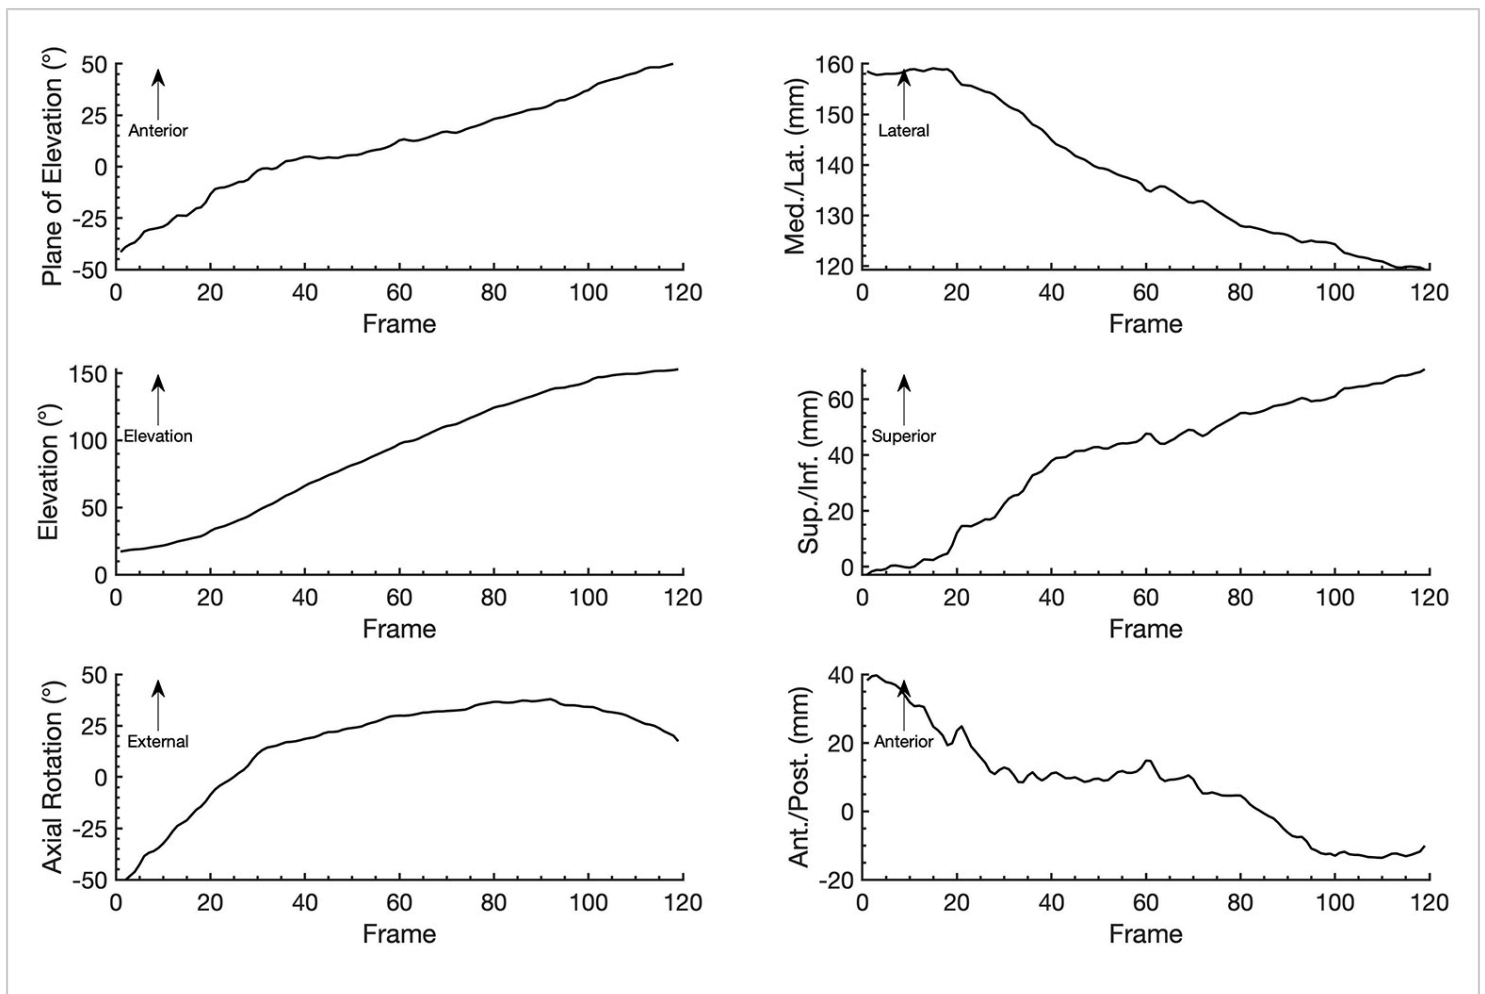 Plane of Elevation (°)
50
25
0
-25
-50
Anterior
0 20 40 60 80 100 120
Frame
Med./Lat. (mm)
160
150
140
130
120
Lateral
0 20 40 60 80 100 120
Frame
Elevation (°)
150
100
50
0
Elevation
0 20 40 60 80 100 120
Frame
Sup./Inf. (mm)
60
40
20
0
Superior
0 20 40 60 80 100 120
Frame
Axial Rotation (°)
50
25
0
-25
-50
External
0 20 40 60 80 100 120
Frame
Ant./Post. (mm)
40
20
0
-20
Anterior
0 20 40 60 80 100 120
Frame